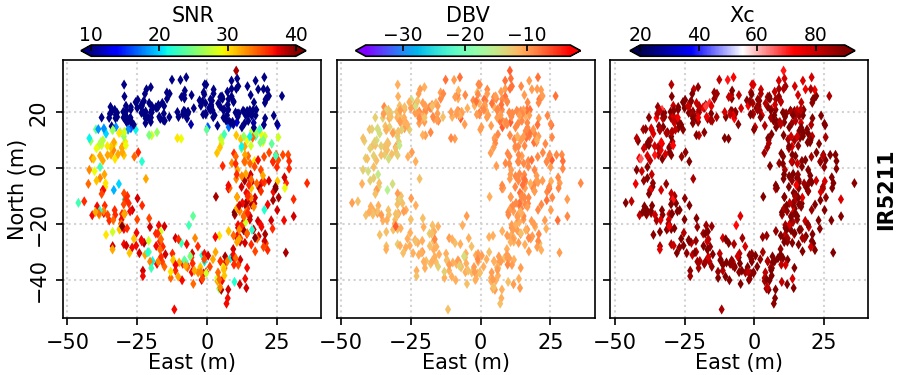 SNR DBV Xc
10 20 30 40 −30 −20 −10 20 40 60 80
20
0
−20
−40
North (m)
−50 −25 0 25 −50 −25 0 25 −50 −25 0 25
East (m) East (m) East (m)
IR5211